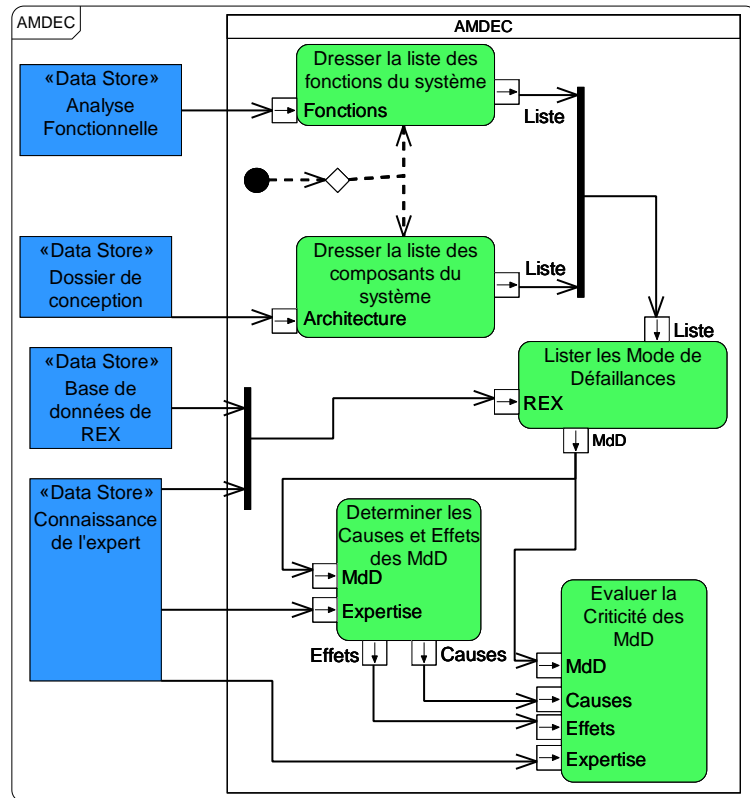 AMDEC
AMDEC
«Data Store»
Analyse
Fonctionnelle
Dresser la liste des
fonctions du système
Fonctions
Liste
«Data Store»
Dossier de
conception
Dresser la liste des
composants du
système
Architecture
Liste
Liste
Lister les Mode de
Défaillances
REX
MdD
«Data Store»
Base de
données de
REX
«Data Store»
Connaissance
de l'expert
Determiner les
Causes et Effets
des MdD
MdD
Expertise
Effets
Causes
Evaluer la
Criticité des
MdD
MdD
Causes
Effets
Expertise